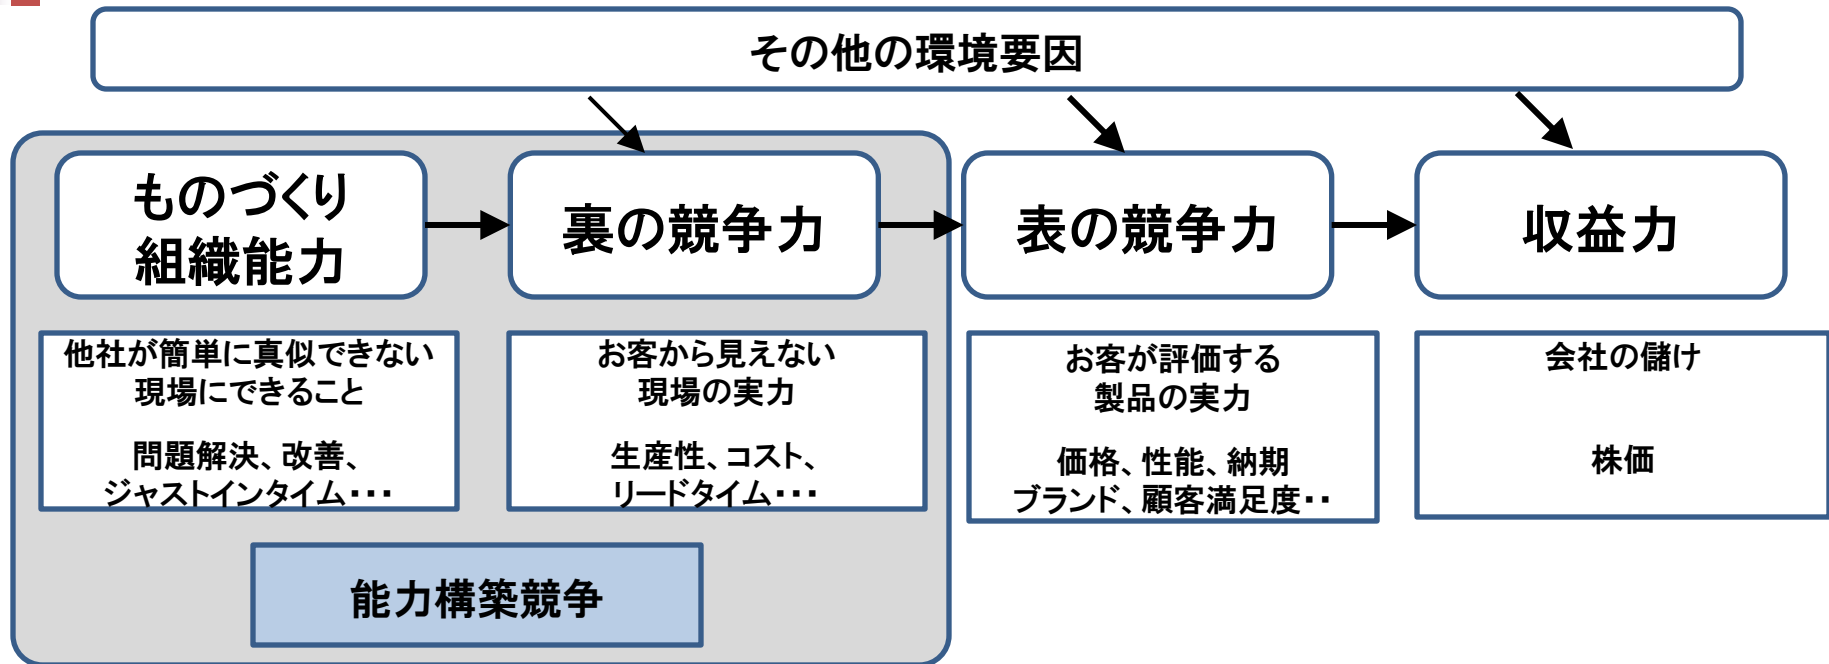 その他の環境要因
ものづくり
組織能力
裏の競争力
表の競争力
収益力
他社が簡単に真似できない
現場にできること
問題解決、改善、
ジャストインタイム・・・
お客から見えない
現場の実力
生産性、コスト、
リードタイム・・・
お客が評価する
製品の実力
価格、性能、納期
ブランド、顧客満足度・・
会社の儲け
株価
能力構築競争